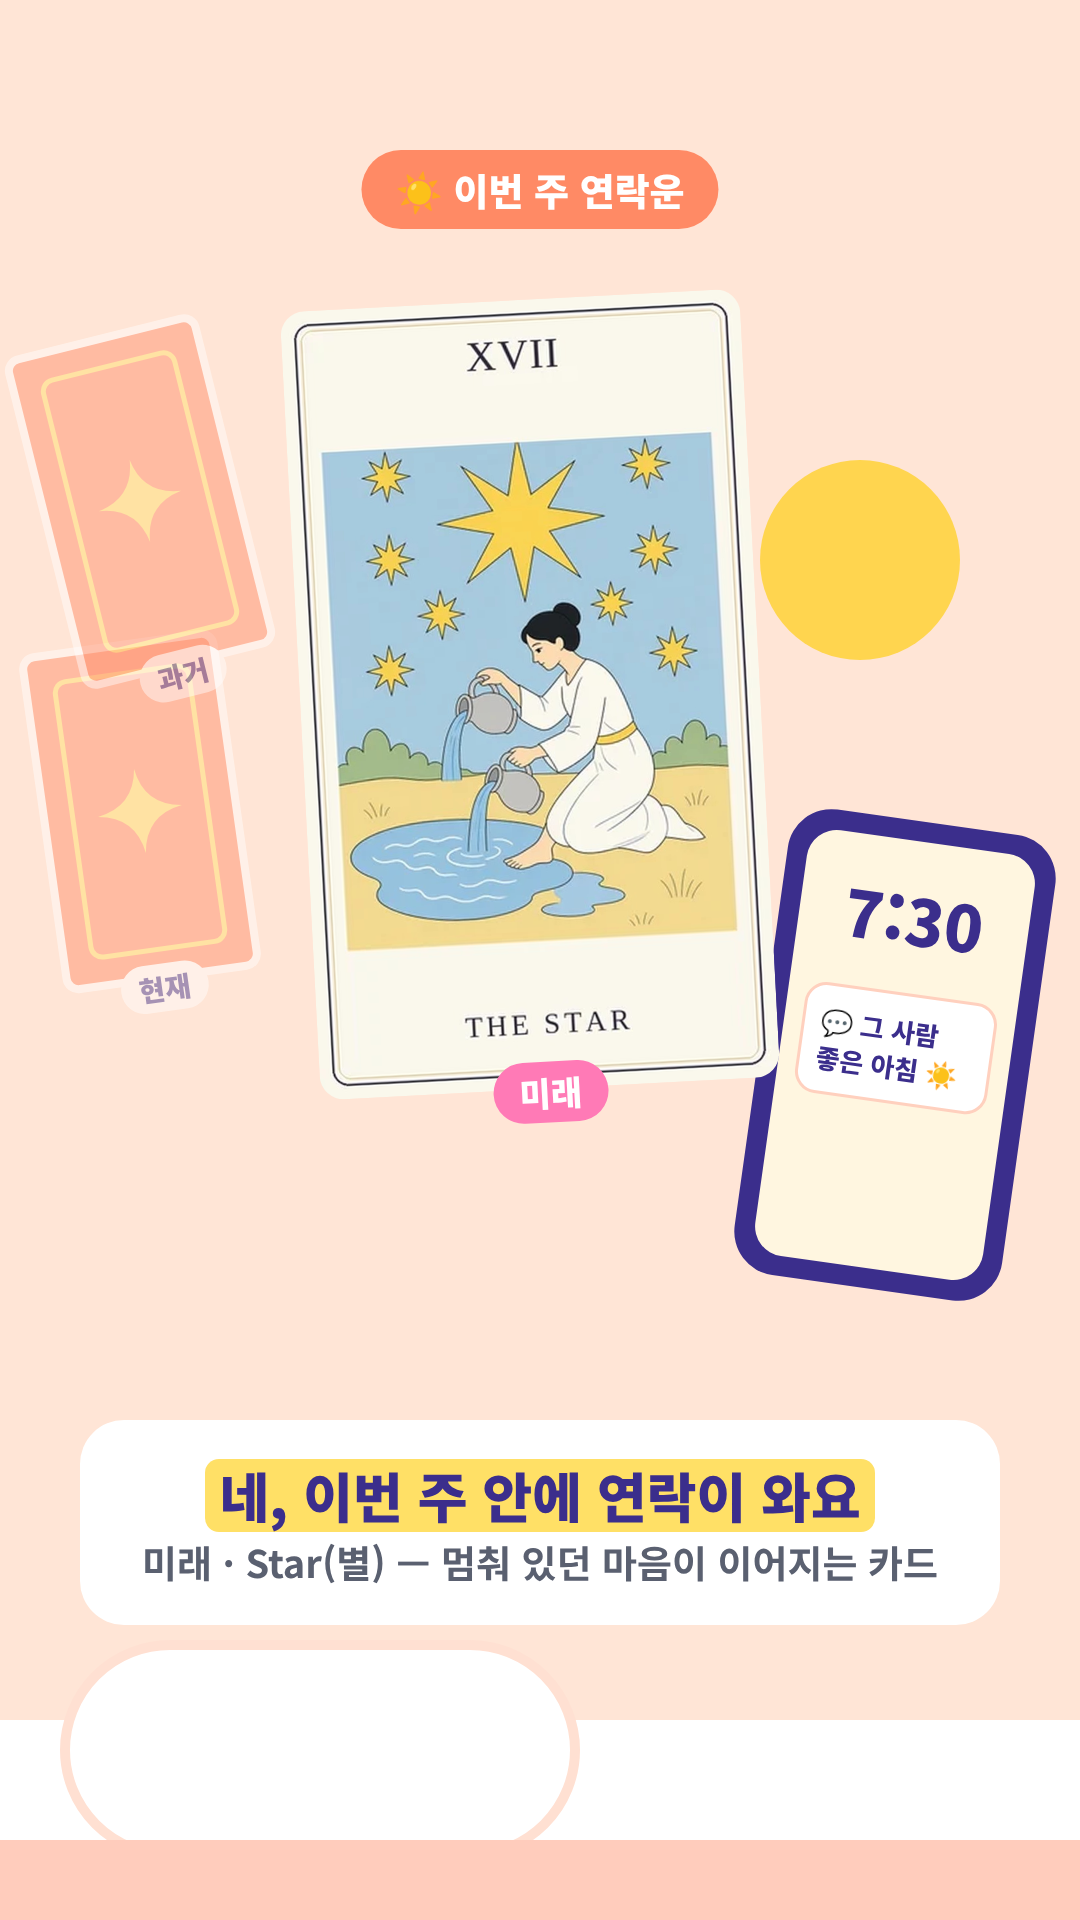 ☀️ 이번 주 연락운
XVII
과거
현재
THE STAR
미래
7:30
💬 그 사람
좋은 아침 ☀️
네, 이번 주 안에 연락이 와요
미래 · Star(별) — 멈춰 있던 마음이 이어지는 카드